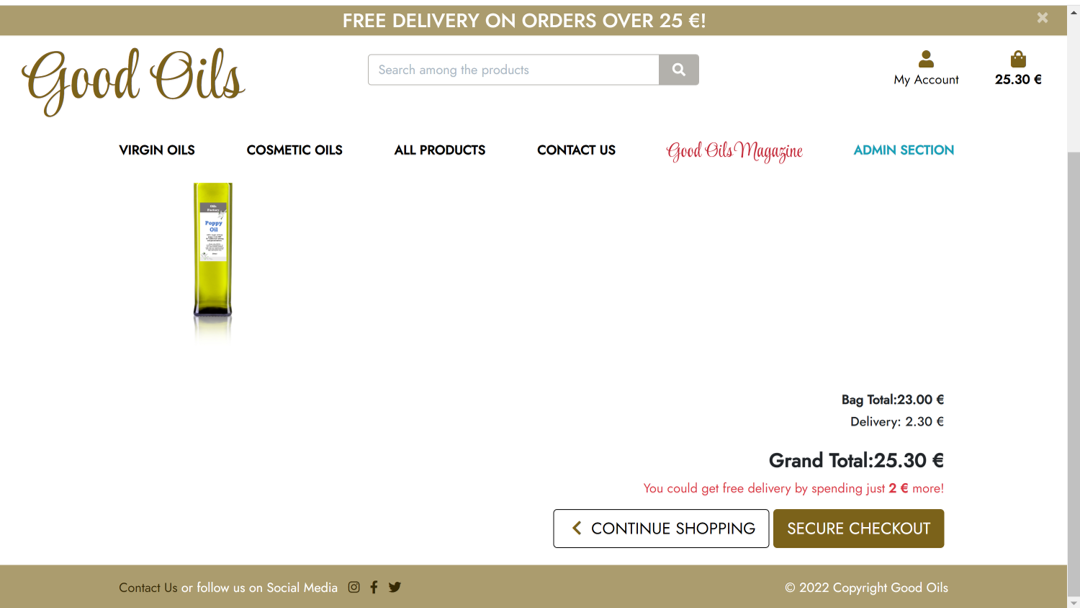 FREE DELIVERY ON ORDERS OVER 25 €!
Good Oils
Search among the products
My Account
25.30 €
VIRGIN OILS
COSMETIC OILS
ALL PRODUCTS
CONTACT US
Good Oils Magazine
ADMIN SECTION
Poppy
Oil
Bag Total:23.00 €
Delivery: 2.30 €
Grand Total:25.30 €
You could get free delivery by spending just 2 € more!
CONTINUE SHOPPING
SECURE CHECKOUT
Contact Us or follow us on Social Media
© 2022 Copyright Good Oils